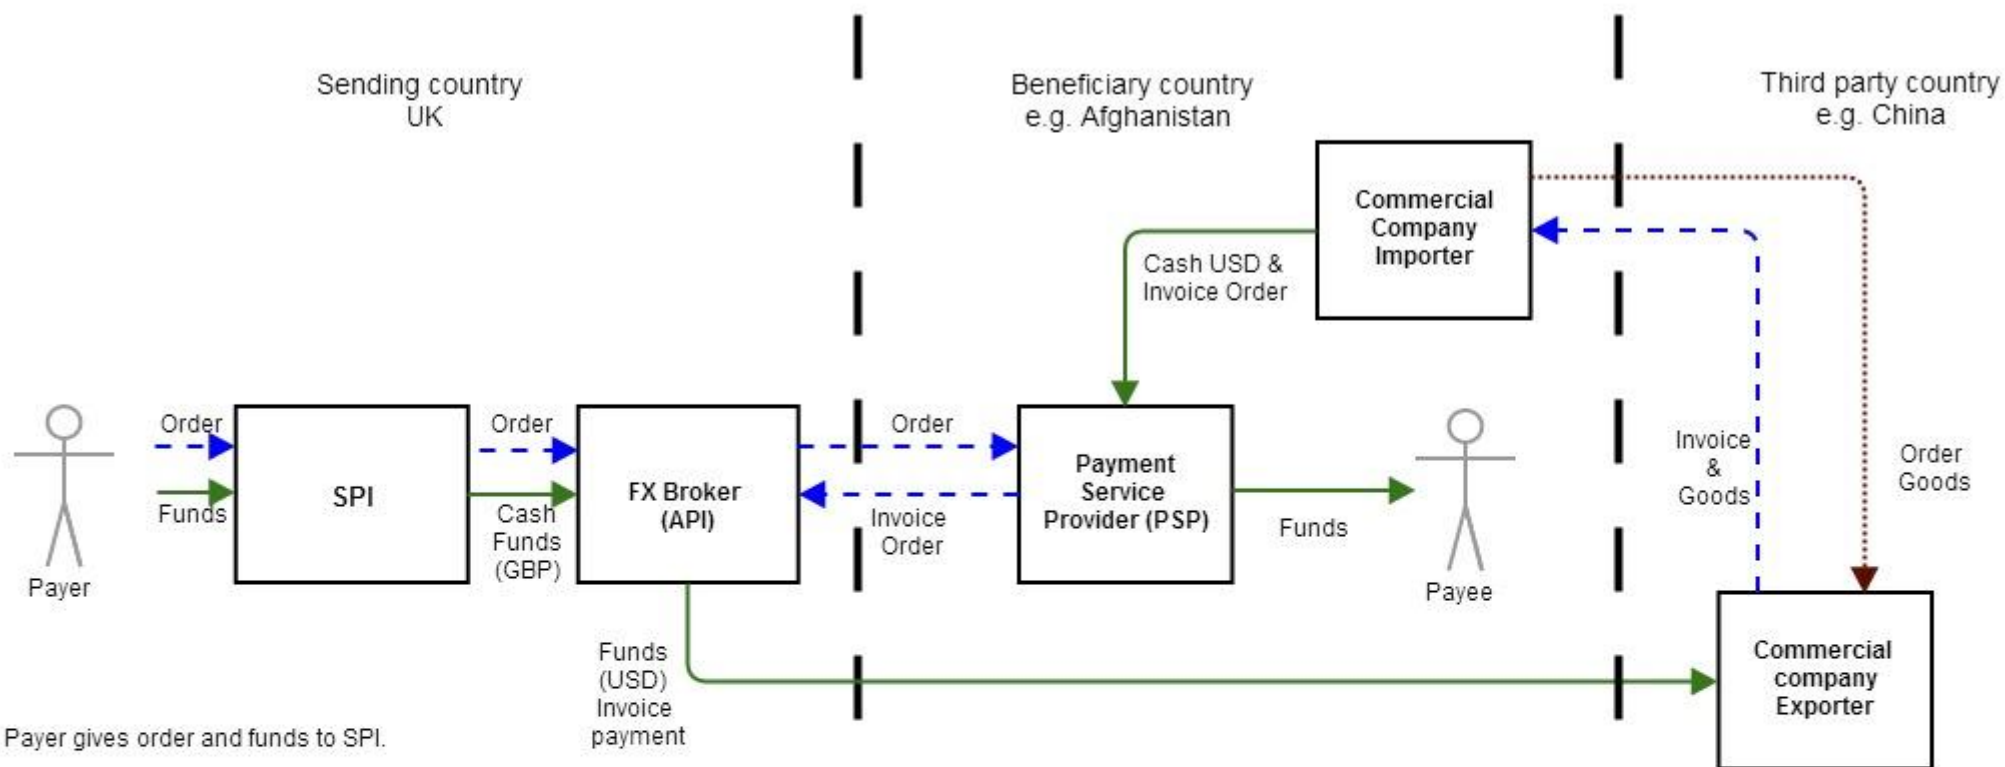 Sending country
UK
Beneficiary country
e.g. Afghanistan
Third party country
e.g. China
Commercial
Company
Importer
Cash USD &
Invoice Order
Order
Funds
Payer
SPI
Order
Cash
Funds
(GBP)
FX Broker
(API)
Order
Invoice
Order
Payment
Service
Provider (PSP)
Funds
Payee
Invoice
&
Goods
Order
Goods
Funds
(USD)
Invoice
payment
Commercial
company
Exporter
Payer gives order and funds to SPI.